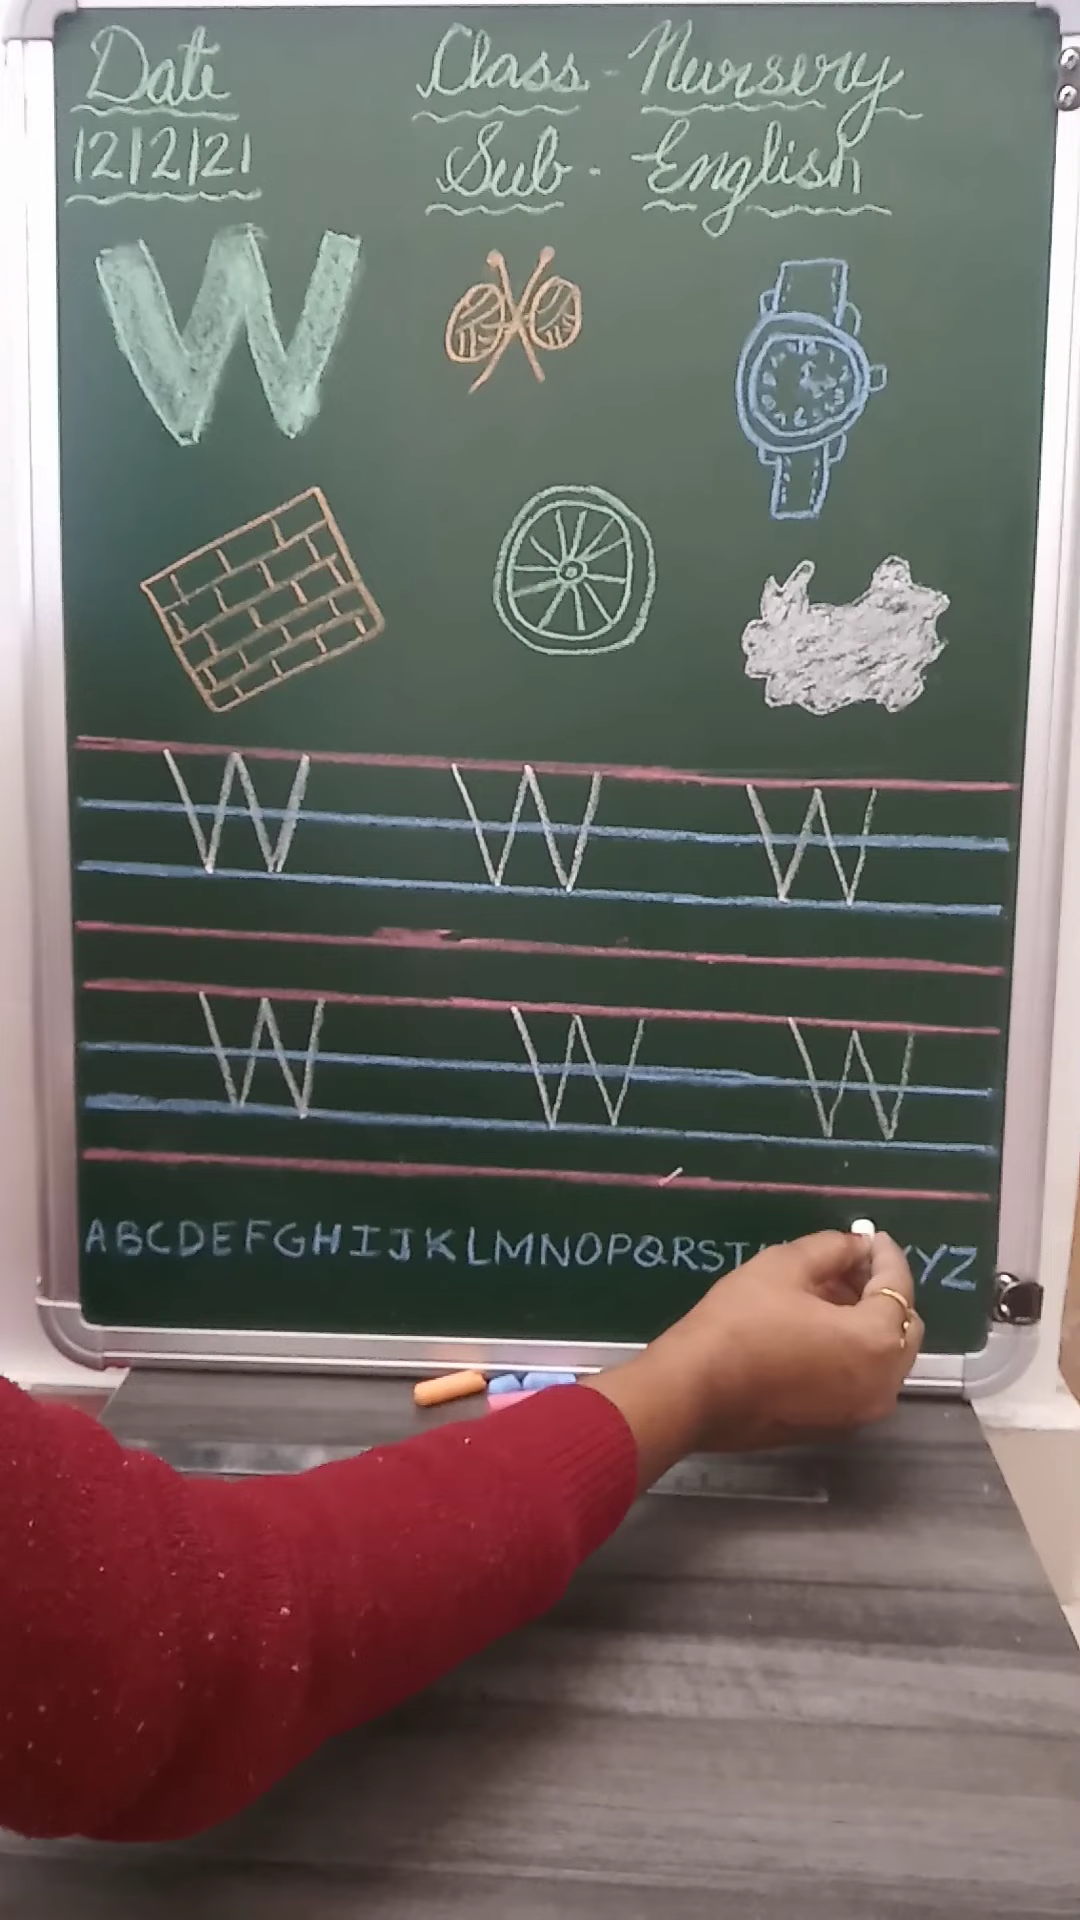 Date
Class - Nursery
12/2/21
Sub - English
W
W W W
W W W
ABCDEFGHIJKLMNOPQRST YZ